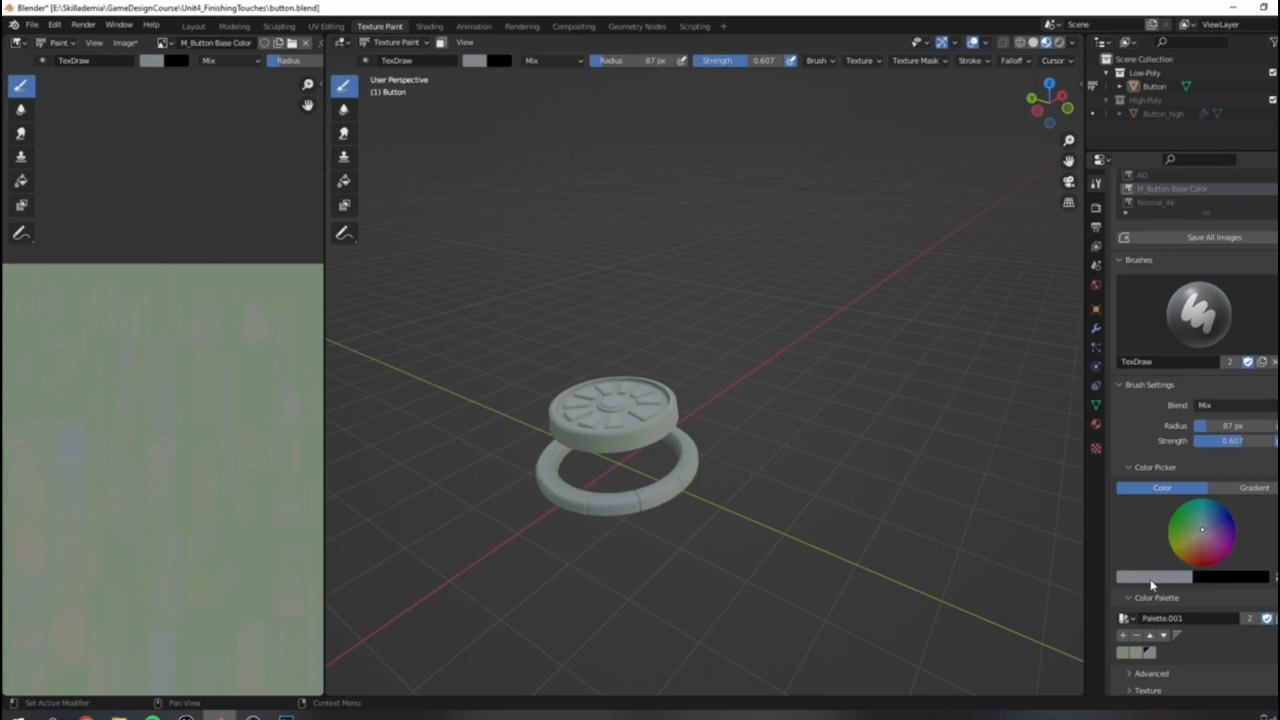 Blender* [E:\Skillademia\GameDesignCourse\Unit4_FinishingTouches\button.blend]
File Edit Render Window Help Layout Modeling Sculpting UV Editing Texture Paint Shading Animation Rendering Compositing Geometry Nodes Scripting + Scene ViewLayer
Paint View Image* M_Button Base Color Texture Paint View
TexDraw Mix Radius TexDraw Mix Radius 87 px Strength 0.607 Brush Texture Texture Mask Stroke Falloff Cursor
User Perspective
(1) Button
Scene Collection
Low-Poly
Button
High-Poly
Button_high
AO
M_Button Base Color
Normal_4k
Save All Images
Brushes
TexDraw 2
Brush Settings
Blend Mix
Radius 87 px
Strength 0.607
Color Picker
Color Gradient
Color Palette
Palette.001 2
Advanced
Texture
Set Active Modifier Pan View Context Menu